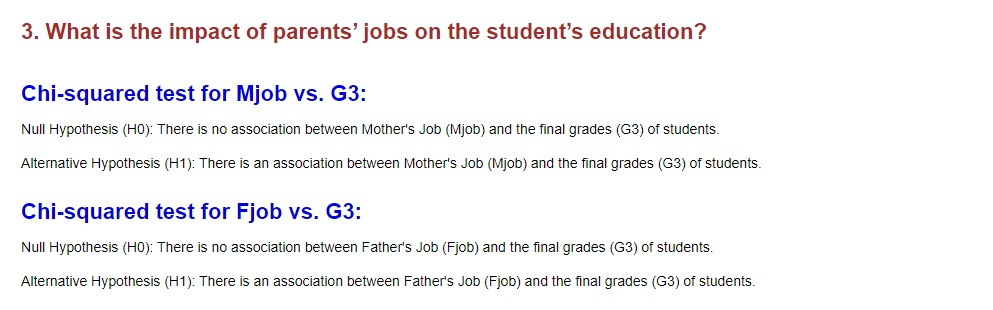 3. What is the impact of parents’ jobs on the student’s education?
Chi-squared test for Mjob vs. G3:
Null Hypothesis (H0): There is no association between Mother's Job (Mjob) and the final grades (G3) of students.
Alternative Hypothesis (H1): There is an association between Mother's Job (Mjob) and the final grades (G3) of students.
Chi-squared test for Fjob vs. G3:
Null Hypothesis (H0): There is no association between Father's Job (Fjob) and the final grades (G3) of students.
Alternative Hypothesis (H1): There is an association between Father's Job (Fjob) and the final grades (G3) of students.